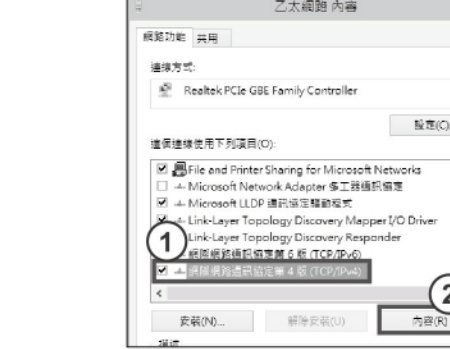 乙太網路 內容
網路功能 共用
連線方式:
Realtek PCIe GBE Family Controller
設定(C)
這個連線使用下列項目(O):
File and Printer Sharing for Microsoft Networks
Microsoft Network Adapter 多工器通訊協定
Microsoft LLDP 通訊協定驅動程式
Link-Layer Topology Discovery Mapper I/O Driver
1
Link-Layer Topology Discovery Responder
網際網路通訊協定第 6 版 (TCP/IPv6)
網際網路通訊協定第 4 版 (TCP/IPv4)
2
安裝(N)... 解除安裝(U) 內容(R)
描述